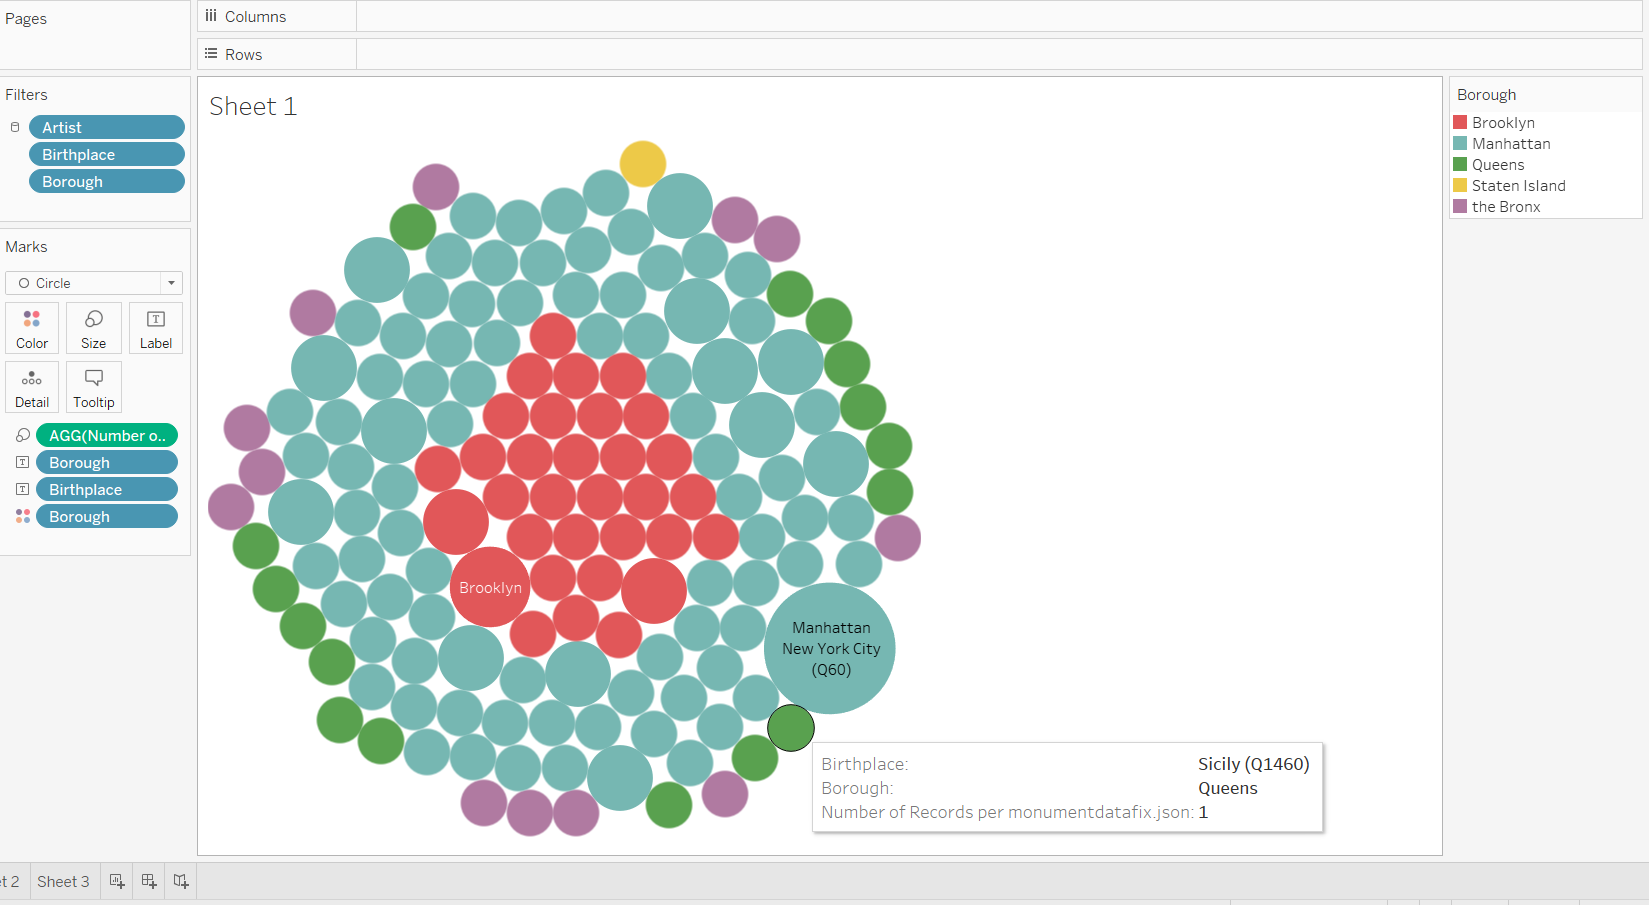 Pages
Columns
Rows
Filters
Artist
Birthplace
Borough
Marks
Circle
Color
Size
Label
Detail
Tooltip
AGG(Number o..
Borough
Birthplace
Borough
Sheet 1
Brooklyn
Manhattan
New York City
(Q60)
Birthplace: Sicily (Q1460)
Borough: Queens
Number of Records per monumentdatafix.json: 1
Borough
Brooklyn
Manhattan
Queens
Staten Island
the Bronx
et 2
Sheet 3